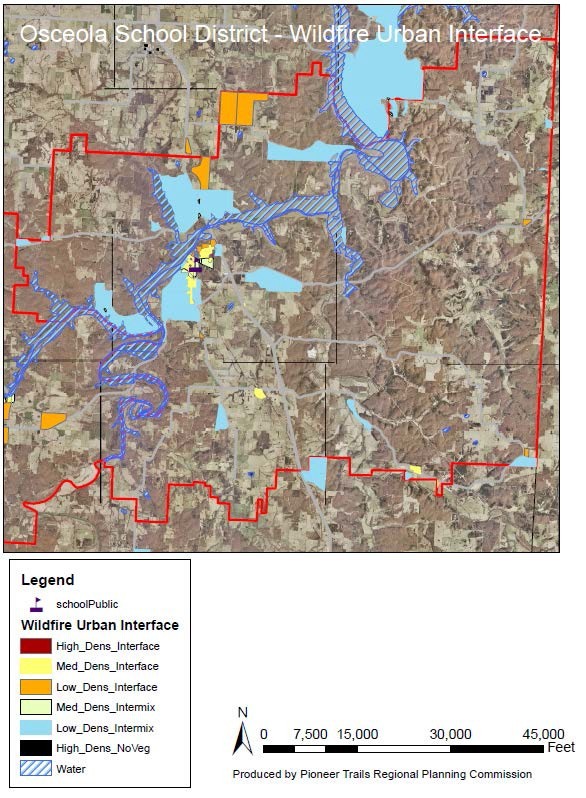 Osceola School District - Wildfire Urban Interface
Legend
schoolPublic
Wildfire Urban Interface
High_Dens_Interface
Med_Dens_Interface
Low_Dens_Interface
Med_Dens_Intermix
Low_Dens_Intermix
High_Dens_NoVeg
Water
N
0 7,500 15,000 30,000 45,000
Feet
Produced by Pioneer Trails Regional Planning Commission